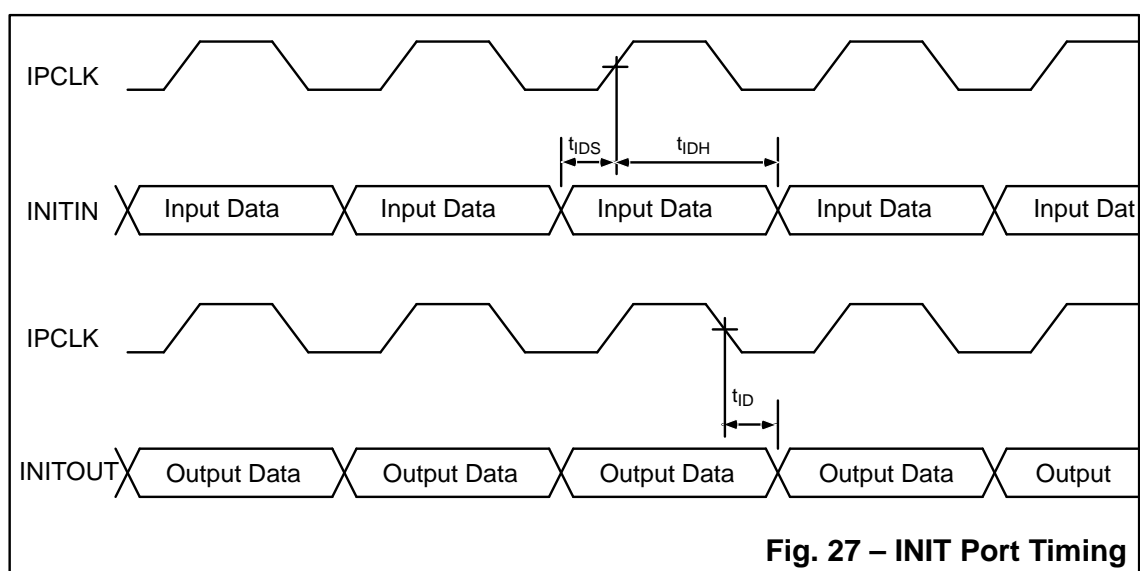 IPCLK
tIDS tIDH
INITIN Input Data Input Data Input Data Input Data Input Dat
IPCLK
tID
INITOUT Output Data Output Data Output Data Output Data Output
Fig. 27 – INIT Port Timing